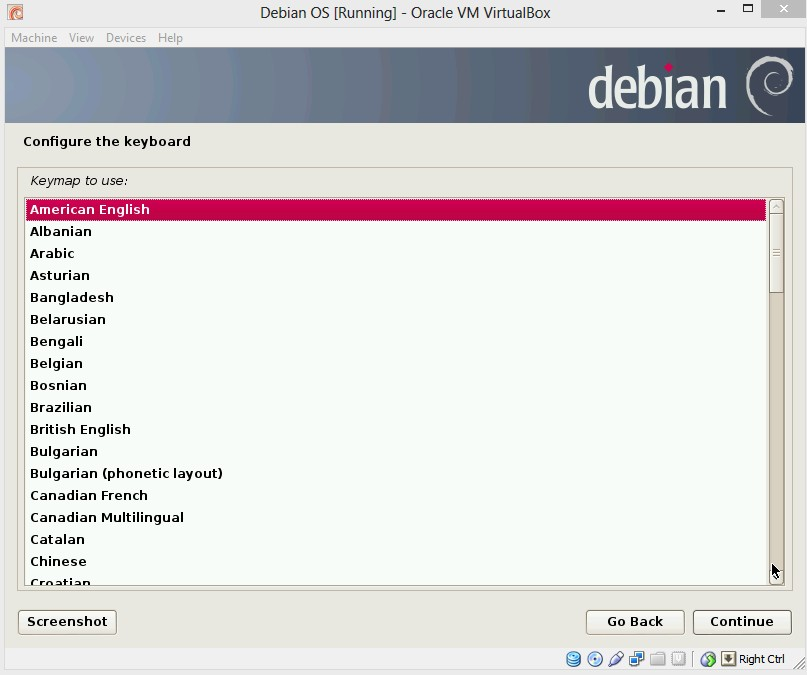 Debian OS [Running] - Oracle VM VirtualBox
Machine View Devices Help
debian
Configure the keyboard
Keymap to use:
American English
Albanian
Arabic
Asturian
Bangladesh
Belarusian
Bengali
Belgian
Bosnian
Brazilian
British English
Bulgarian
Bulgarian (phonetic layout)
Canadian French
Canadian Multilingual
Catalan
Chinese
Croatian
Screenshot Go Back Continue
Right Ctrl